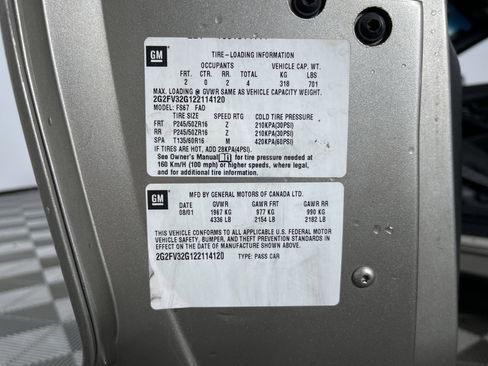 GM
TIRE-LOADING INFORMATION
OCCUPANTS VEHICLE CAP. WT.
FRT. CTR. RR. TOTAL KG LBS
2 0 2 4 318 701
MAX. LOADING @ GVWR SAME AS VEHICLE CAPACITY WEIGHT.
2G2FV32G122114120
MODEL: FS67 FAD
TIRE SIZE SPEED RTG COLD TIRE PRESSURE
FRT P245/50ZR16 Z 210KPA(30PSI)
RR P245/50ZR16 Z 210KPA(30PSI)
SPA T135/60R16 M 420KPA(60PSI)
IF TIRES ARE HOT, ADD 28KPA(4PSI).
See Owner's Manual for tire pressure needed at
160 Km/H (100 mph) or higher speeds, where legal,
and for additional information.
GM
MFD BY GENERAL MOTORS OF CANADA LTD.
DATE GVWR GAWR FRT GAWR RR
08/01 1967 KG 977 KG 990 KG
4336 LB 2154 LB 2182 LB
THIS VEHICLE CONFORMS TO ALL APPLICABLE U.S. FEDERAL MOTOR
VEHICLE SAFETY, BUMPER, AND THEFT PREVENTION STANDARDS IN
EFFECT ON THE DATE OF MANUFACTURE SHOWN ABOVE.
2G2FV32G122114120 TYPE: PASS CAR